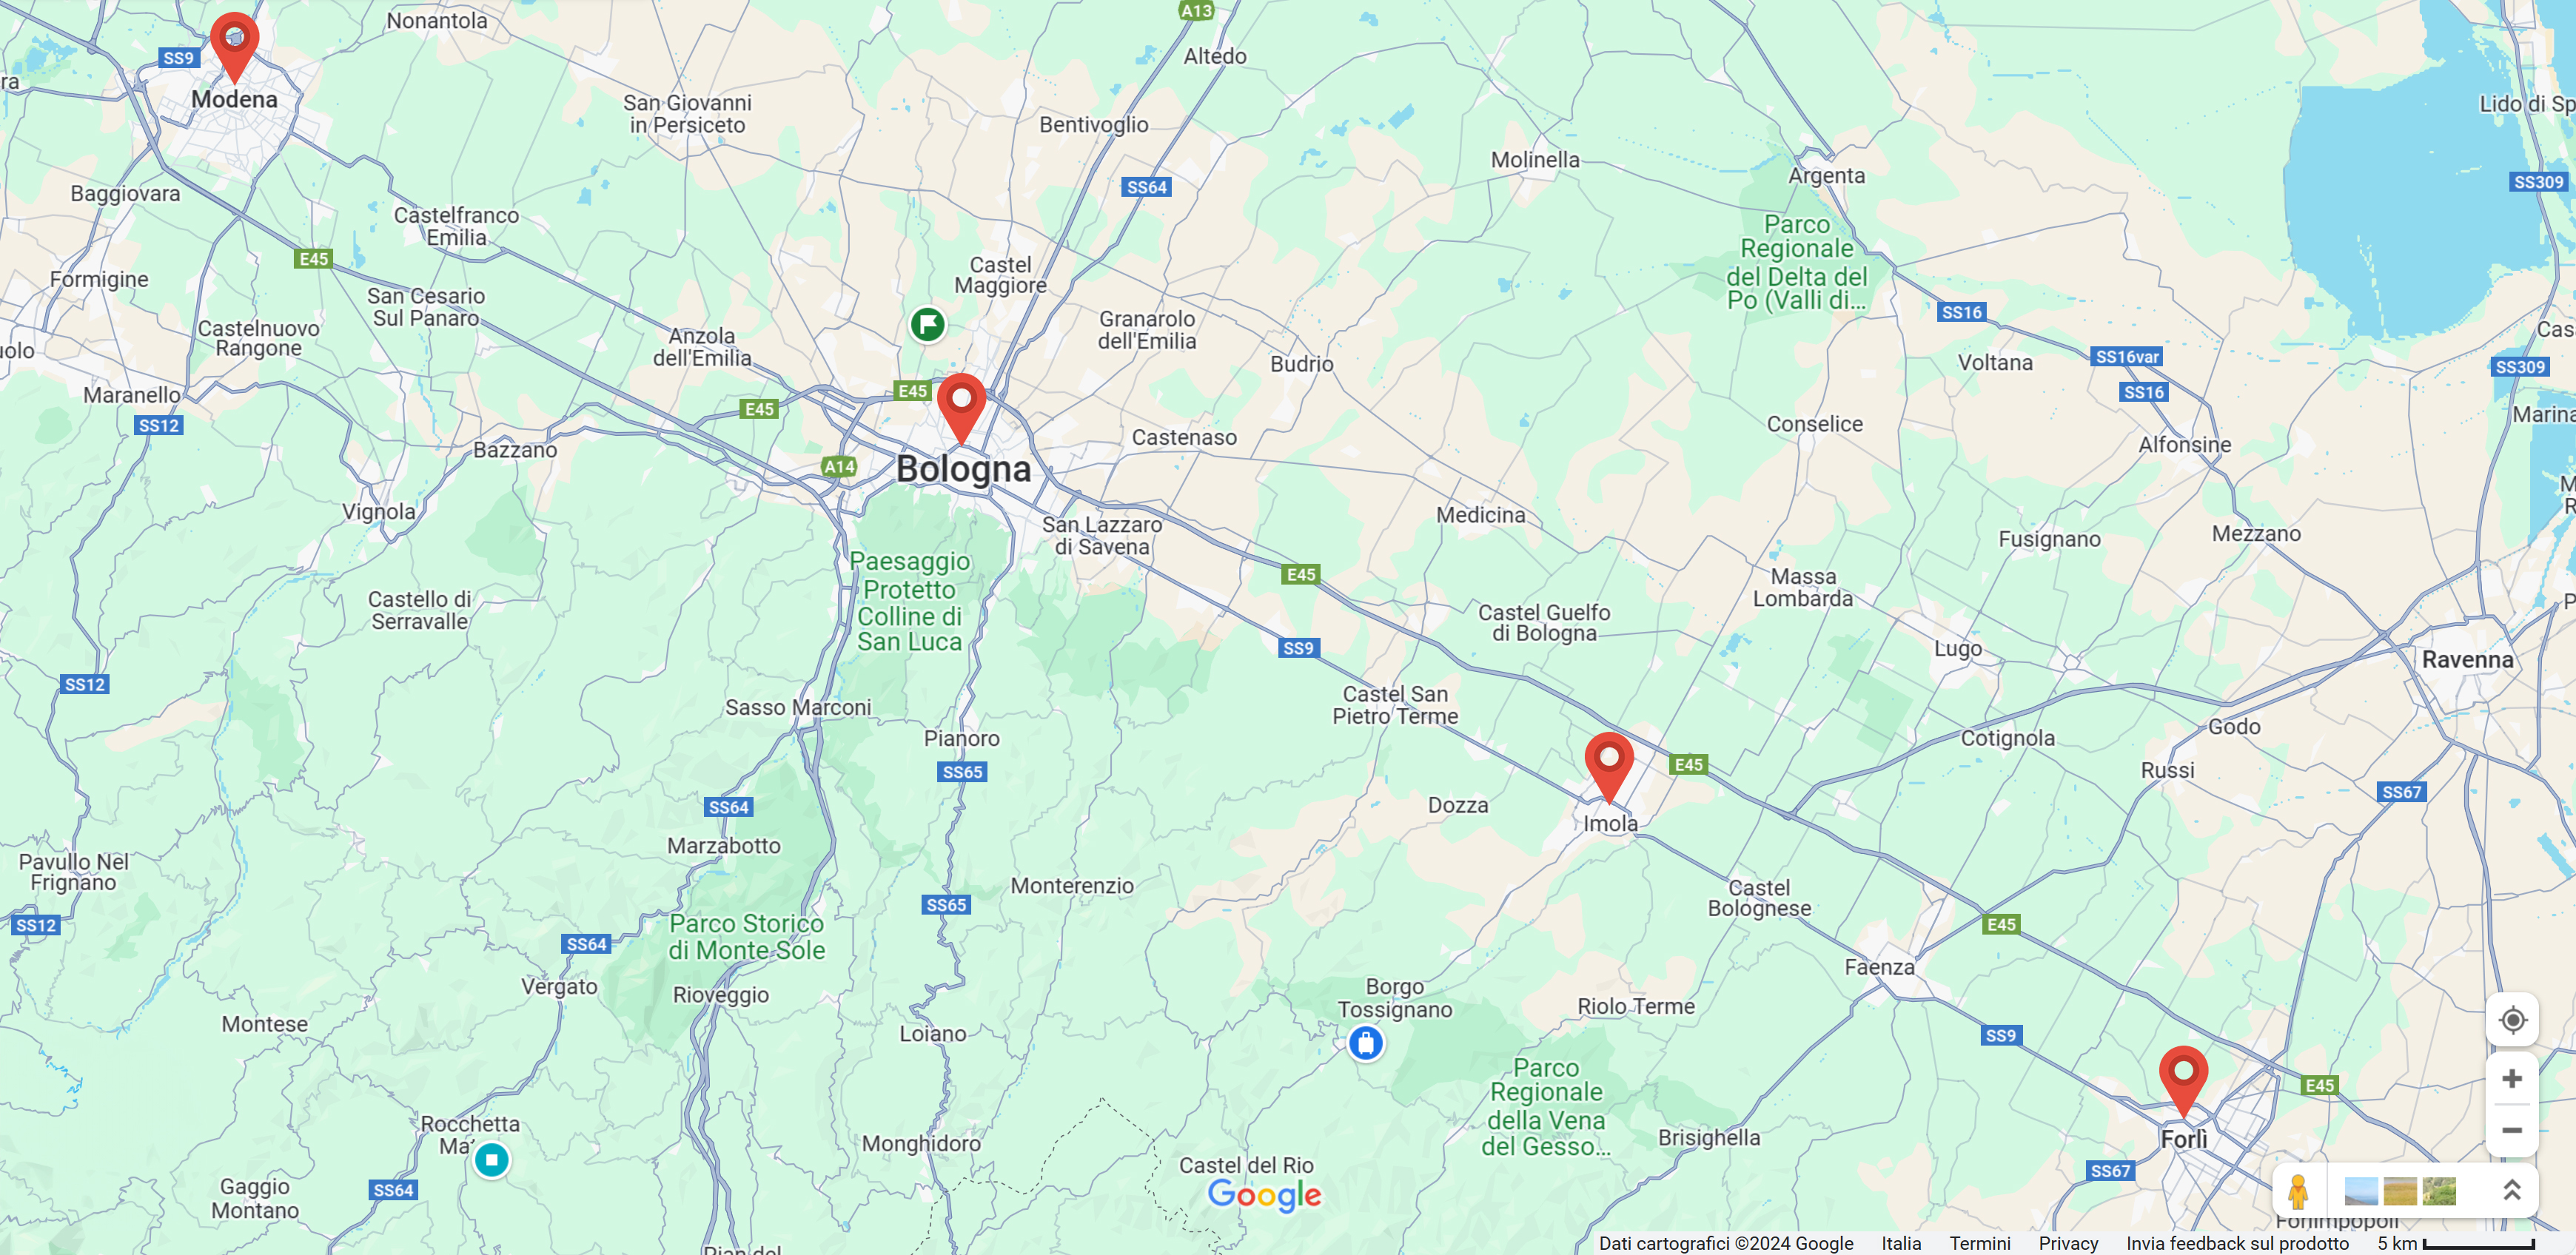 Nonantola
A13
Altedo
SS9
Modena
San Giovanni
in Persiceto
Bentivoglio
Lido di Sp
Molinella
Argenta
SS309
SS64
Baggiovara
Castelfranco
Emilia
Parco
Regionale
del Delta del
Po (Valli di...
E45
Formigine
Castel
Maggiore
San Cesario
Sul Panaro
SS16
Castelnuovo
Rangone
Anzola
dell'Emilia
Granarolo
dell'Emilia
Budrio
Voltana
SS16var
SS309
Maranello
E45
E45
SS16
SS12
Conselice
Marina
Castenaso
Alfonsine
Bazzano
A14
Bologna
Vignola
Medicina
San Lazzaro
di Savena
Fusignano
Mezzano
Paesaggio
Protetto
Colline di
San Luca
E45
Massa
Lombarda
Castello di
Serravalle
Castel Guelfo
di Bologna
SS9
Lugo
Ravenna
SS12
Castel San
Pietro Terme
Sasso Marconi
Pianoro
Godo
Cotignola
SS65
E45
Russi
SS67
SS64
Dozza
Imola
Marzabotto
Pavullo Nel
Frignano
Monterenzio
Castel
Bolognese
SS65
SS12
Parco Storico
di Monte Sole
E45
SS64
Faenza
Vergato
Rioveggio
Borgo
Tossignano
Riolo Terme
Montese
Loiano
SS9
Parco
Regionale
della Vena
del Gesso...
E45
Rocchetta
Monghidoro
Brisighella
Forlì
Castel del Rio
SS67
Gaggio
Montano
SS64
Google
Forlimpopoli
Pian del
Dati cartografici ©2024 Google Italia Termini Privacy Invia feedback sul prodotto 5 km